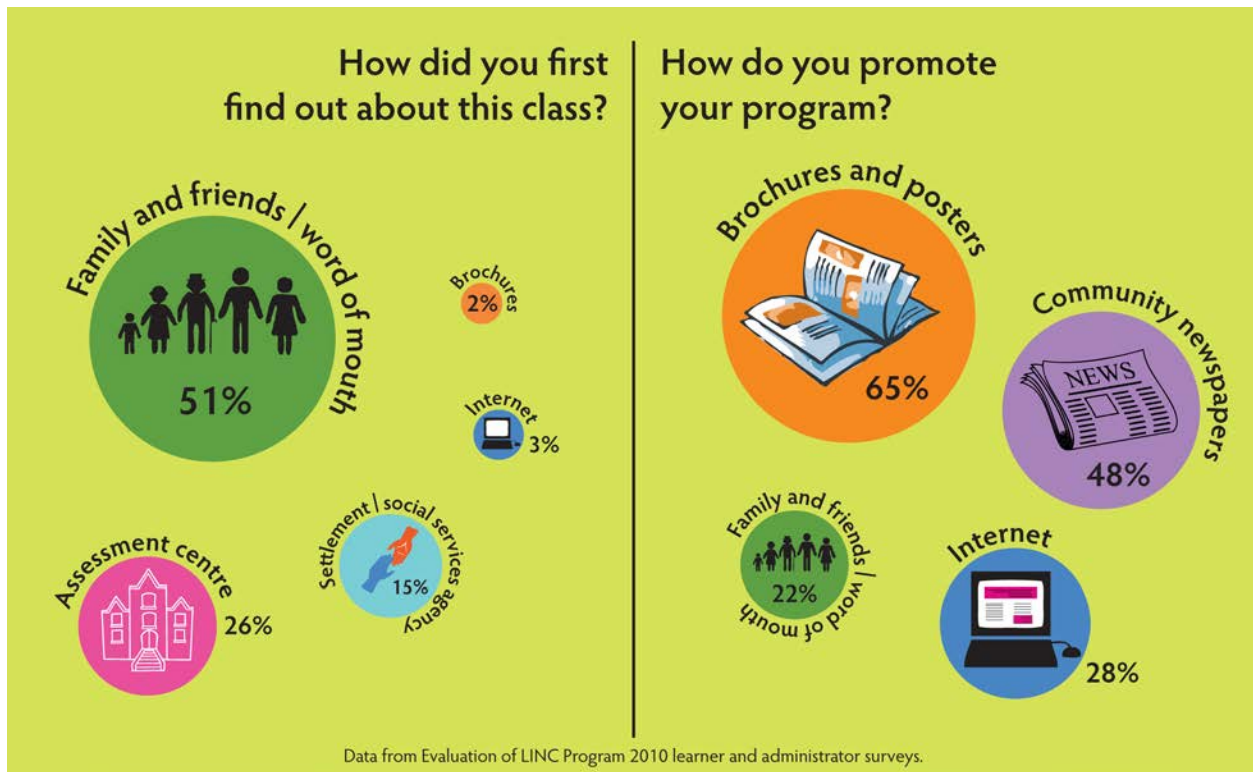 How did you first
find out about this class?
Family and friends | word of mouth
51%
Brochures
2%
Internet
3%
Settlement | social services agency
15%
Assessment centre
26%
How do you promote
your program?
Brochures and posters
65%
Community newspapers
NEWS
48%
Family and friends | word of mouth
22%
Internet
28%
Data from Evaluation of LINC Program 2010 learner and administrator surveys.